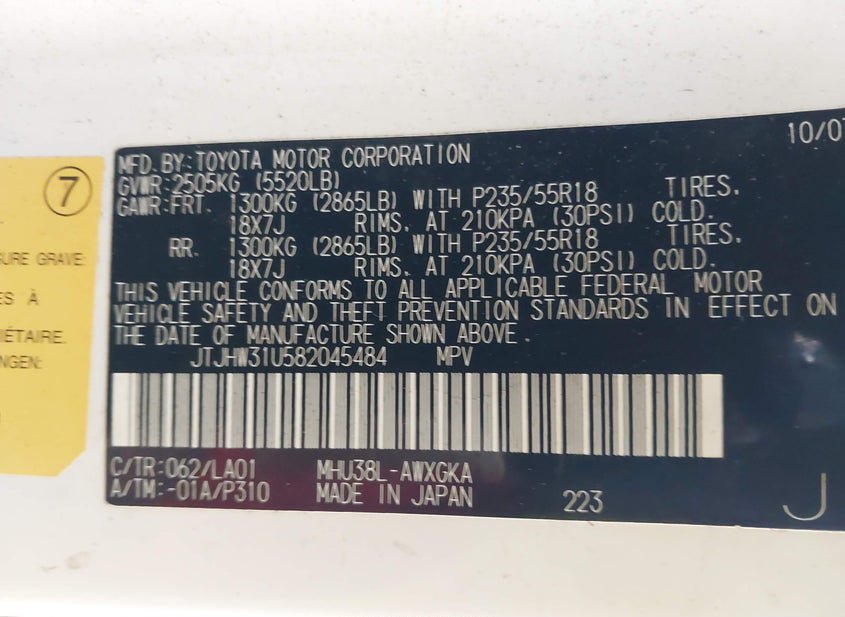 7
SURE GRAVE:
ES À
IÉTAIRE.
NGEN:
10/07
MFD. BY: TOYOTA MOTOR CORPORATION
GVWR: 2505KG (5520LB)
GAWR: FRT. 1300KG (2865LB) WITH P235/55R18 TIRES.
18X7J RIMS. AT 210KPA (30PSI) COLD.
RR. 1300KG (2865LB) WITH P235/55R18 TIRES.
18X7J RIMS. AT 210KPA (30PSI) COLD.
THIS VEHICLE CONFORMS TO ALL APPLICABLE FEDERAL MOTOR
VEHICLE SAFETY AND THEFT PREVENTION STANDARDS IN EFFECT ON
THE DATE OF MANUFACTURE SHOWN ABOVE.
JTJHW31U582045484 MPV
C/TR: 062/LA01 MHU38L-AWXGKA
A/TM: -01A/P310 MADE IN JAPAN 223
J